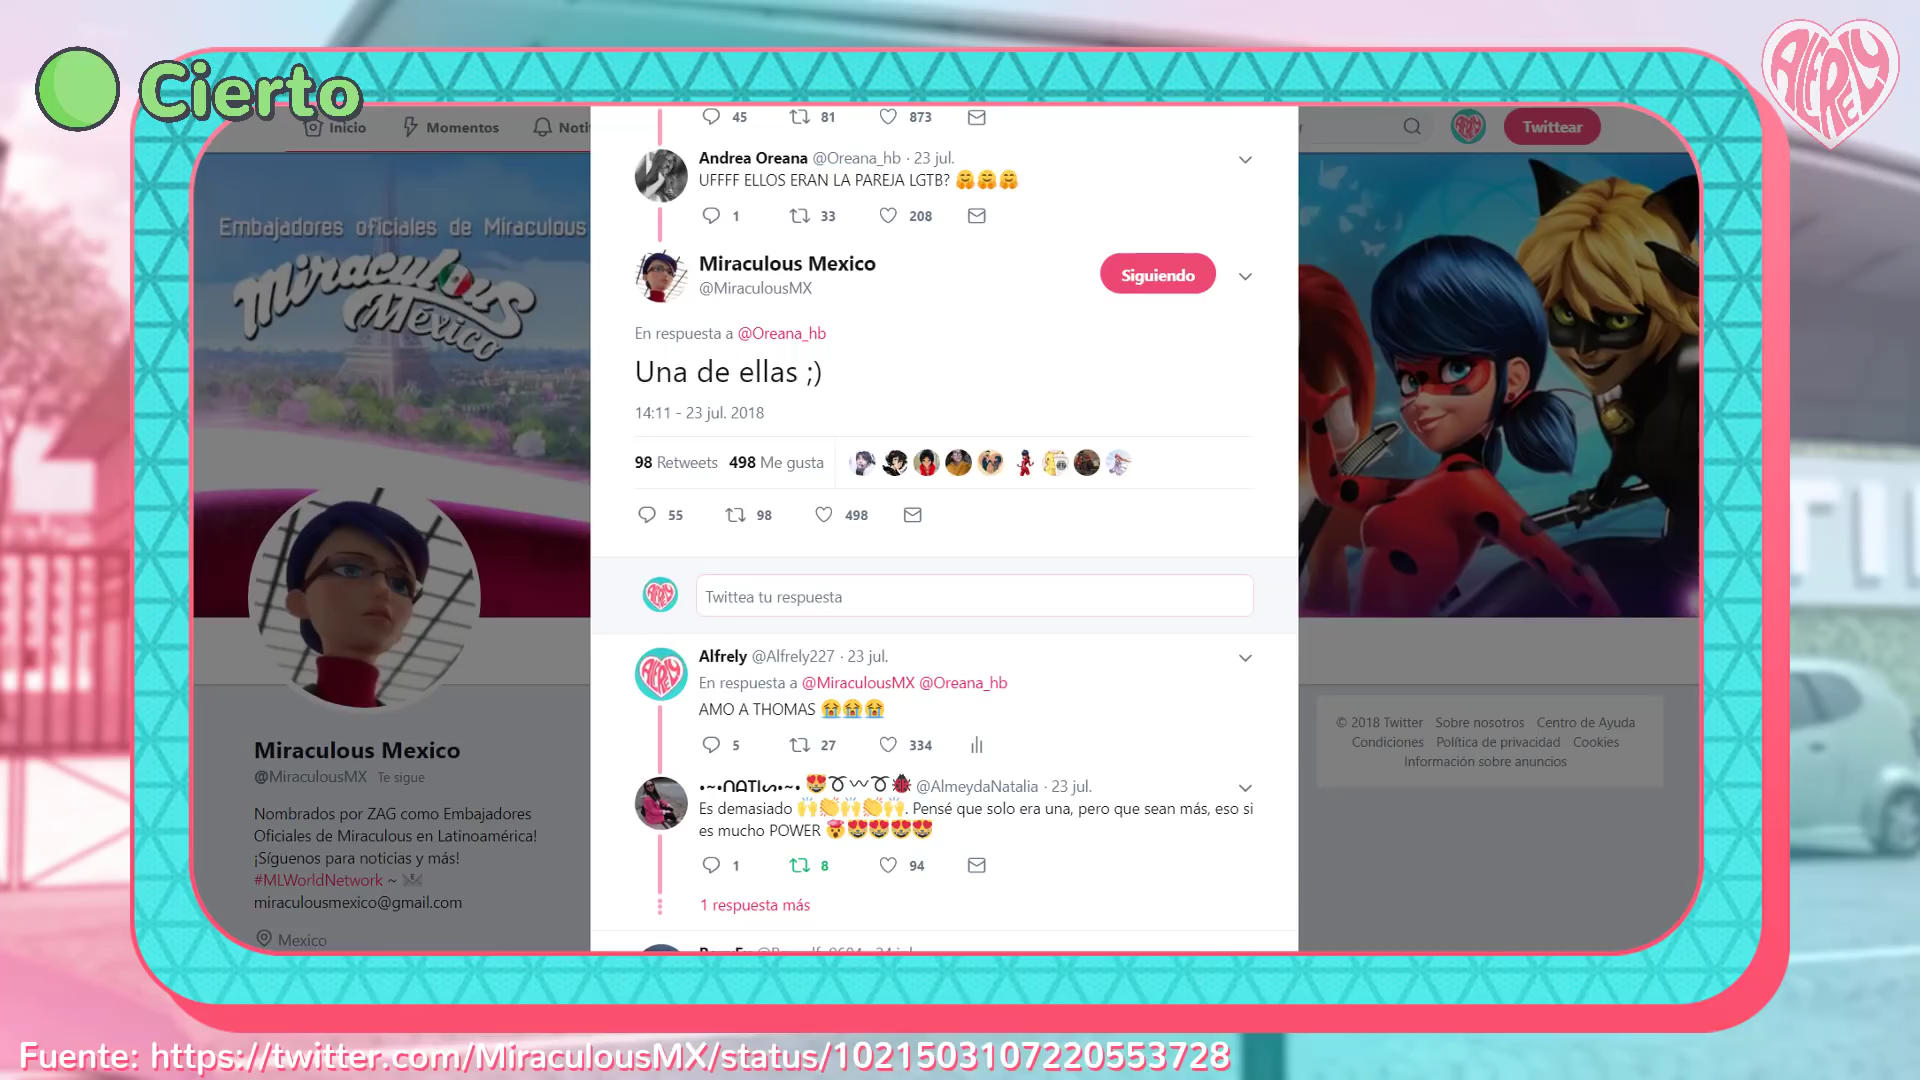 Cierto
ALFRELY
Inicio
Momentos
Noti
Twittear
45 81 873
Andrea Oreana @Oreana_hb · 23 jul.
UFFFF ELLOS ERAN LA PAREJA LGTB? 🤗🤗🤗
1 33 208
Embajadores oficiales de Miraculous
Miraculous
México
Miraculous Mexico
@MiraculousMX
Siguiendo
En respuesta a @Oreana_hb
Una de ellas ;)
14:11 - 23 jul. 2018
98 Retweets 498 Me gusta
55 98 498
Twittea tu respuesta
Alfrely @Alfrely227 · 23 jul.
En respuesta a @MiraculousMX @Oreana_hb
AMO A THOMAS 😭😭😭
5 27 334
@AlmeydaNatalia · 23 jul.
Es demasiado 🙌👏🙌👏🙌. Pensé que solo era una, pero que sean más, eso si
es mucho POWER 🤯😻😻😻😻
1 8 94
1 respuesta más
Miraculous Mexico
@MiraculousMX Te sigue
Nombrados por ZAG como Embajadores
Oficiales de Miraculous en Latinoamérica!
¡Síguenos para noticias y más!
#MLWorldNetwork ~ 📧
miraculousmexico@gmail.com
Mexico
© 2018 Twitter Sobre nosotros Centro de Ayuda
Condiciones Política de privacidad Cookies
Información sobre anuncios
Fuente: https://twitter.com/MiraculousMX/status/1021503107220553728